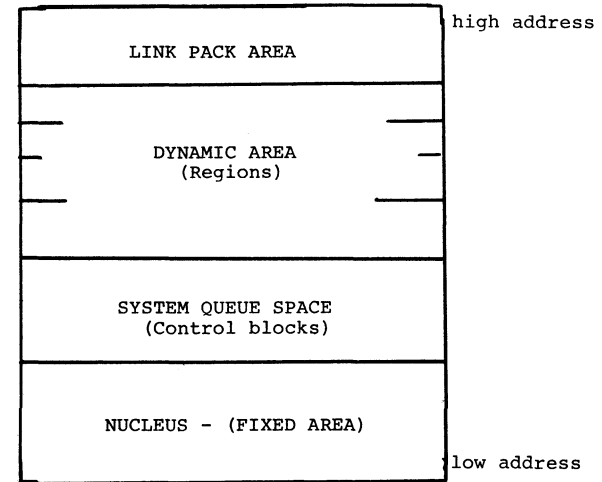 high address
LINK PACK AREA
DYNAMIC AREA
(Regions)
SYSTEM QUEUE SPACE
(Control blocks)
NUCLEUS - (FIXED AREA)
low address